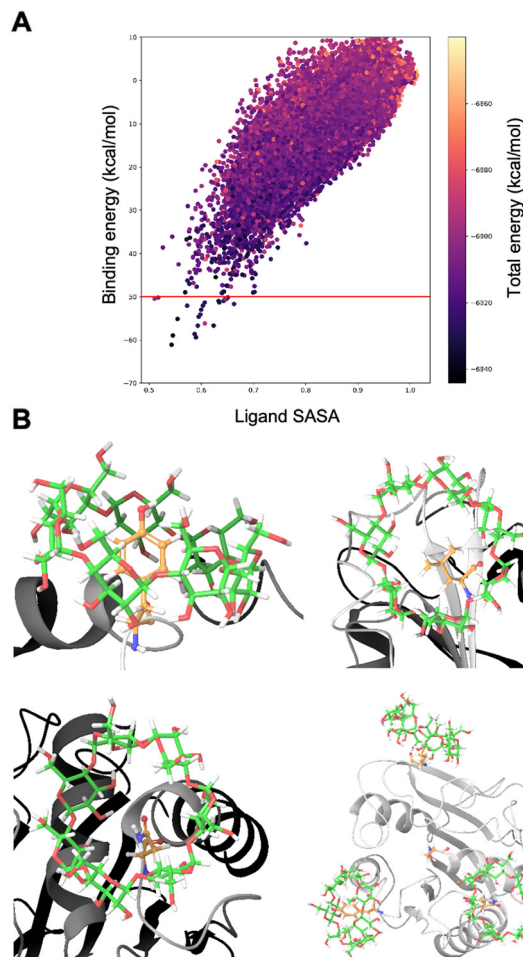 A
Binding energy (kcal/mol)
10
0
10
20
30
40
50
−60
−70
0.5 0.6 0.7 0.8 0.9 1.0
Ligand SASA
−6860
−6880
−6900
−6920
−6940
Total energy (kcal/mol)
B